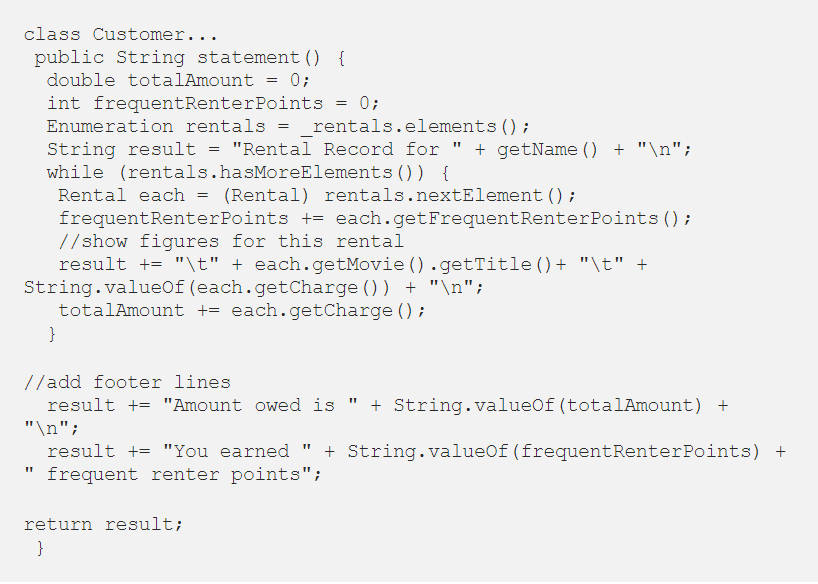 class Customer...
 public String statement() {
  double totalAmount = 0;
  int frequentRenterPoints = 0;
  Enumeration rentals = _rentals.elements();
  String result = "Rental Record for " + getName() + "\n";
  while (rentals.hasMoreElements()) {
   Rental each = (Rental) rentals.nextElement();
   frequentRenterPoints += each.getFrequentRenterPoints();
   //show figures for this rental
   result += "\t" + each.getMovie().getTitle()+ "\t" +
String.valueOf(each.getCharge()) + "\n";
   totalAmount += each.getCharge();
  }

//add footer lines
  result += "Amount owed is " + String.valueOf(totalAmount) +
"\n";
  result += "You earned " + String.valueOf(frequentRenterPoints) +
" frequent renter points";

return result;
 }